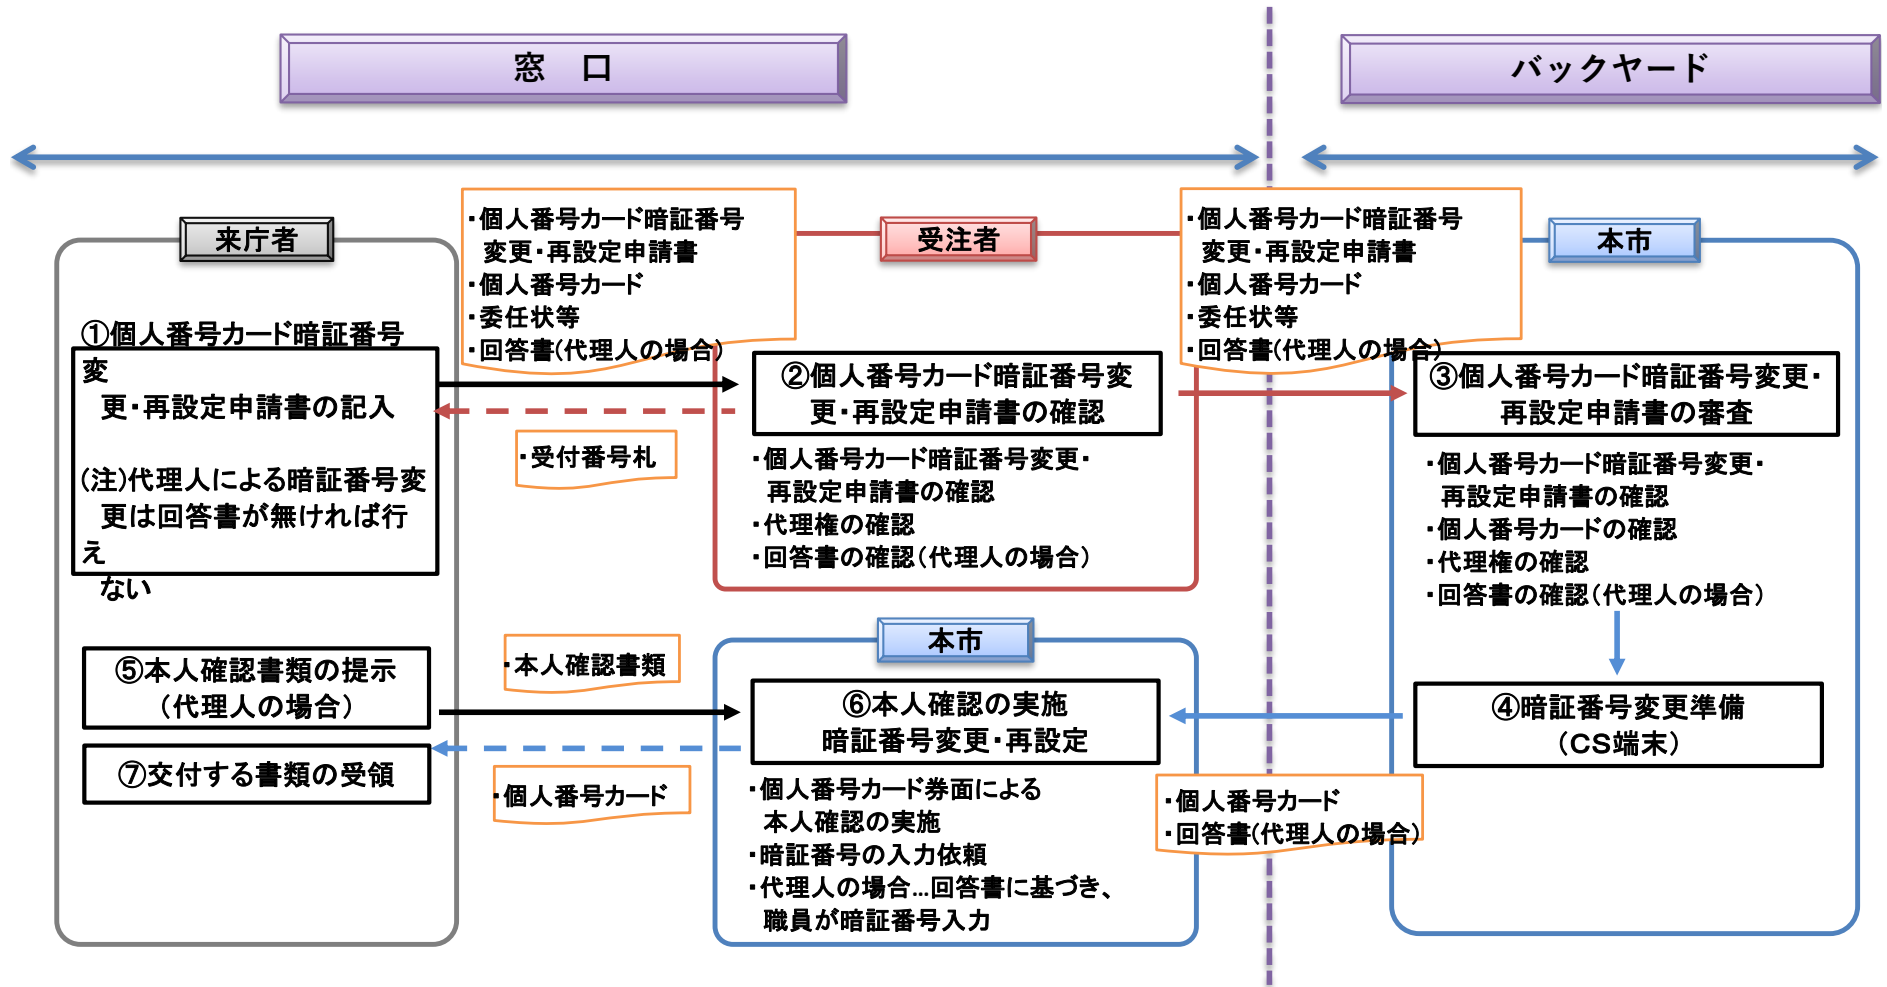 窓　口
バックヤード
来庁者
①個人番号カード暗証番号
変
更・再設定申請書の記入
(注)代理人による暗証番号変
更は回答書が無ければ行
え
ない
⑤本人確認書類の提示
（代理人の場合）
⑦交付する書類の受領
・個人番号カード暗証番号
変更・再設定申請書
・個人番号カード
・委任状等
・回答書(代理人の場合)
・受付番号札
・本人確認書類
・個人番号カード
受注者
②個人番号カード暗証番号変
更・再設定申請書の確認
・個人番号カード暗証番号変更・
再設定申請書の確認
・代理権の確認
・回答書の確認（代理人の場合）
本市
⑥本人確認の実施
暗証番号変更・再設定
・個人番号カード券面による
本人確認の実施
・暗証番号の入力依頼
・代理人の場合…回答書に基づき、
職員が暗証番号入力
・個人番号カード暗証番号
変更・再設定申請書
・個人番号カード
・委任状等
・回答書(代理人の場合)
・個人番号カード
・回答書(代理人の場合)
本市
③個人番号カード暗証番号変更・
再設定申請書の審査
・個人番号カード暗証番号変更・
再設定申請書の確認
・個人番号カードの確認
・代理権の確認
・回答書の確認（代理人の場合）
④暗証番号変更準備
（CS端末）